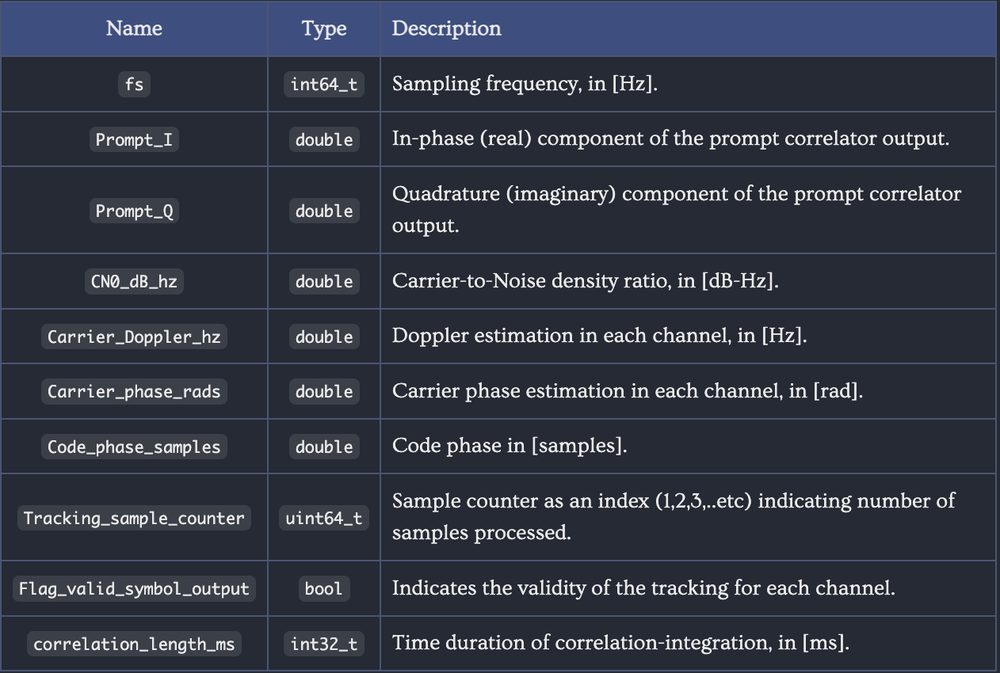 Name Type Description
fs int64_t Sampling frequency, in [Hz].
Prompt_I double In-phase (real) component of the prompt correlator output.
Prompt_Q double Quadrature (imaginary) component of the prompt correlator
output.
CN0_dB_hz double Carrier-to-Noise density ratio, in [dB-Hz].
Carrier_Doppler_hz double Doppler estimation in each channel, in [Hz].
Carrier_phase_rads double Carrier phase estimation in each channel, in [rad].
Code_phase_samples double Code phase in [samples].
Tracking_sample_counter uint64_t Sample counter as an index (1,2,3,..etc) indicating number of
samples processed.
Flag_valid_symbol_output bool Indicates the validity of the tracking for each channel.
correlation_length_ms int32_t Time duration of correlation-integration, in [ms].